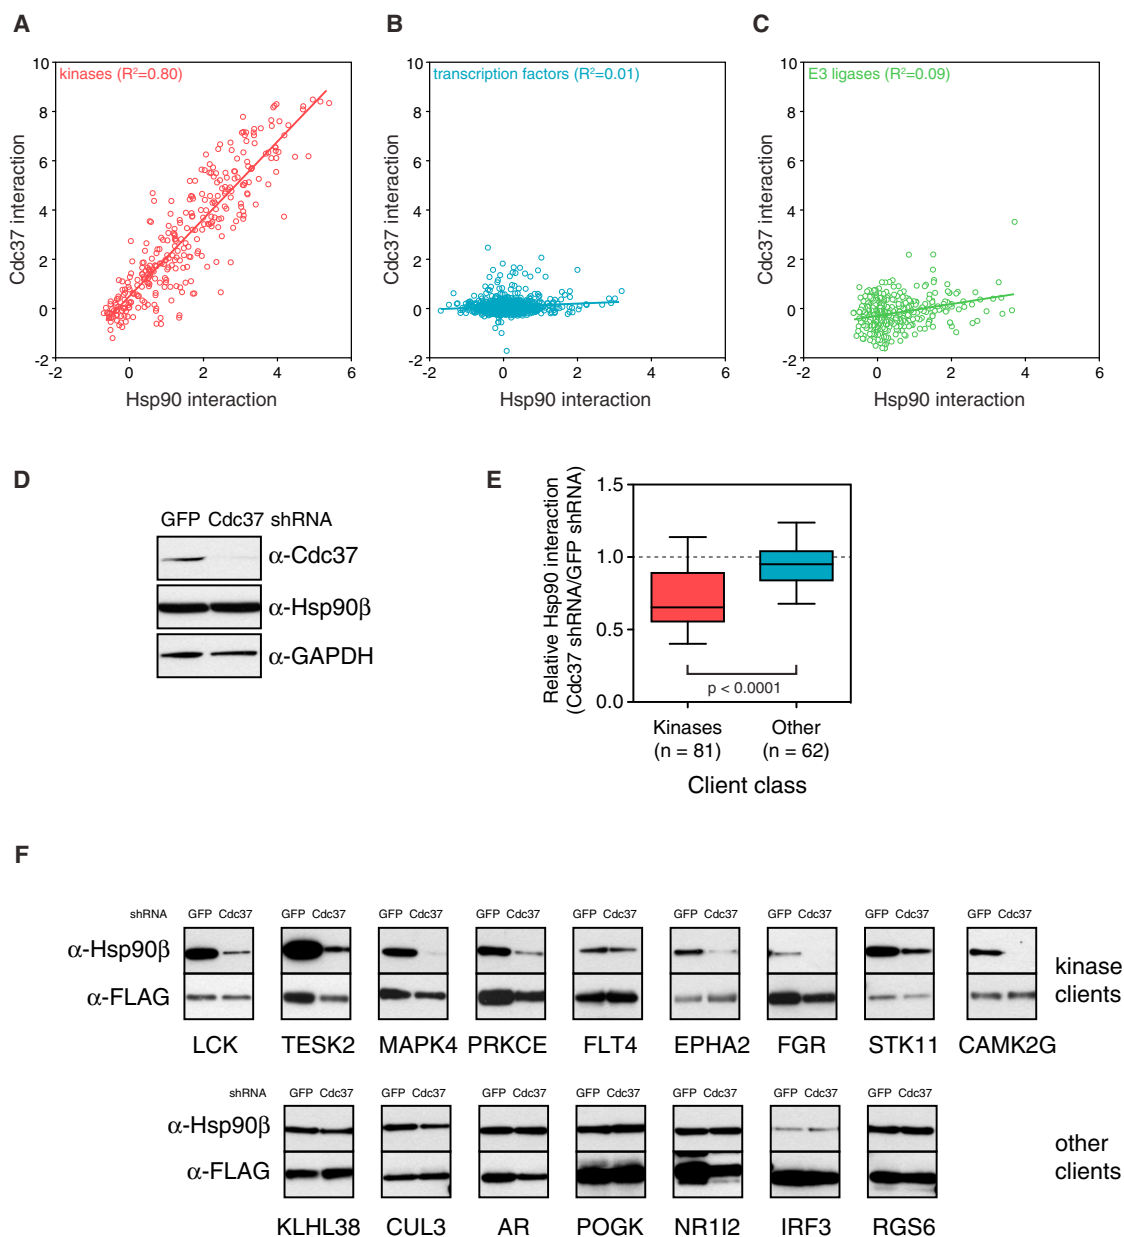 A
B
C
kinases (R²=0.80)
transcription factors (R²=0.01)
E3 ligases (R²=0.09)
Cdc37 interaction
10
8
6
4
2
0
-2
-2 0 2 4 6
Hsp90 interaction
Cdc37 interaction
10
8
6
4
2
0
-2
-2 0 2 4 6
Hsp90 interaction
Cdc37 interaction
10
8
6
4
2
0
-2
-2 0 2 4 6
Hsp90 interaction
D
GFP Cdc37 shRNA
α-Cdc37
α-Hsp90β
α-GAPDH
E
Relative Hsp90 interaction
(Cdc37 shRNA/GFP shRNA)
1.5
1.0
0.5
0.0
p < 0.0001
Kinases Other
(n = 81) (n = 62)
Client class
F
shRNA GFP Cdc37 GFP Cdc37 GFP Cdc37 GFP Cdc37 GFP Cdc37 GFP Cdc37 GFP Cdc37 GFP Cdc37 GFP Cdc37
α-Hsp90β
α-FLAG
kinase
clients
LCK TESK2 MAPK4 PRKCE FLT4 EPHA2 FGR STK11 CAMK2G
shRNA GFP Cdc37 GFP Cdc37 GFP Cdc37 GFP Cdc37 GFP Cdc37 GFP Cdc37 GFP Cdc37
α-Hsp90β
α-FLAG
other
clients
KLHL38 CUL3 AR POGK NR1I2 IRF3 RGS6